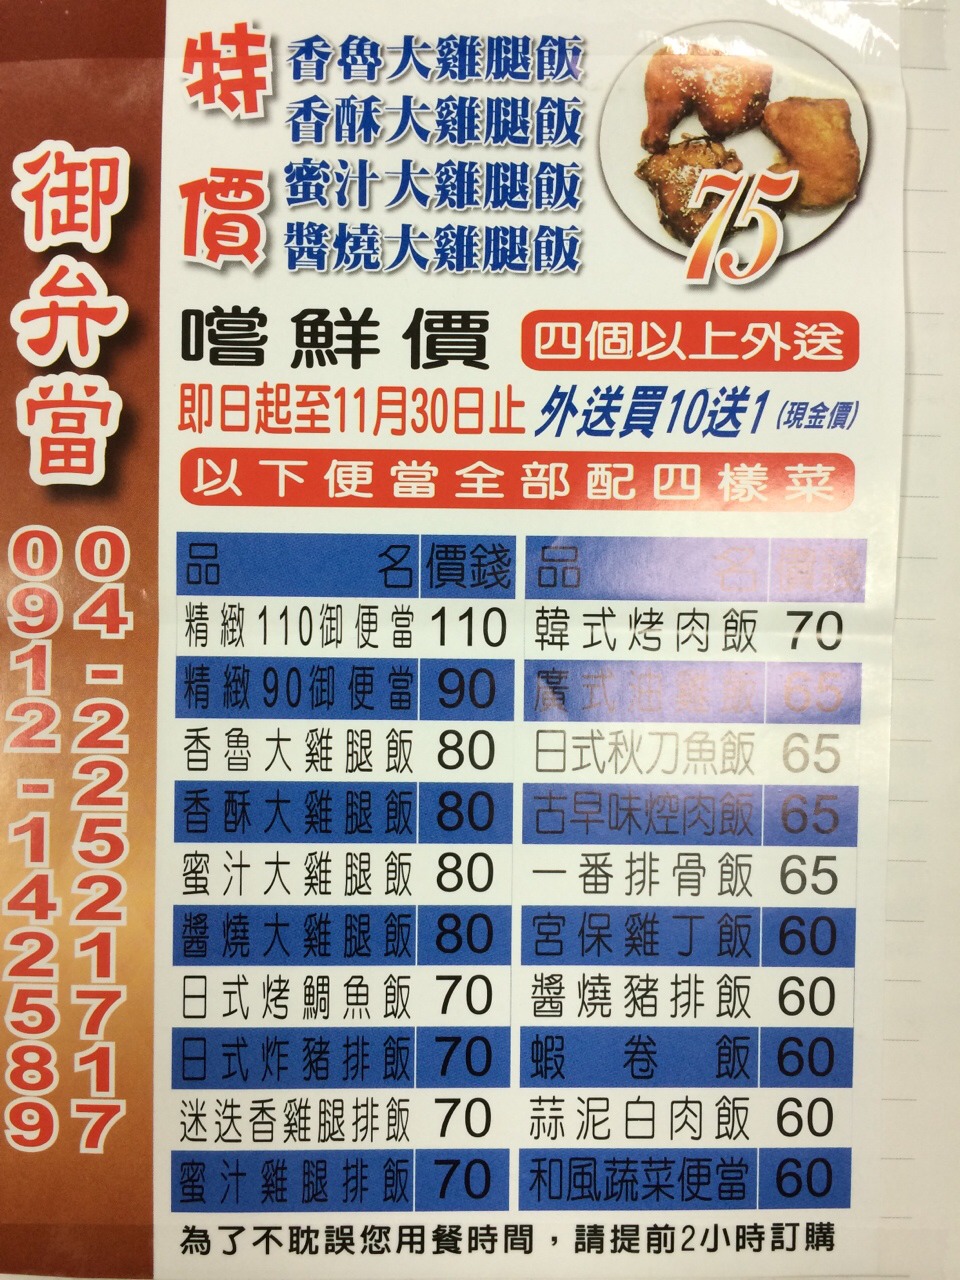 御弁當
04-22521717
0912-142589
特價
香魯大雞腿飯
香酥大雞腿飯
蜜汁大雞腿飯
醬燒大雞腿飯
75
嚐鮮價 四個以上外送
即日起至11月30日止 外送買10送1 (現金價)
以下便當全部配四樣菜
品名 價錢 品名 價錢
精緻110御便當 110 韓式烤肉飯 70
精緻90御便當 90 廣式油雞飯 65
香魯大雞腿飯 80 日式秋刀魚飯 65
香酥大雞腿飯 80 古早味焢肉飯 65
蜜汁大雞腿飯 80 一番排骨飯 65
醬燒大雞腿飯 80 宮保雞丁飯 60
日式烤鯛魚飯 70 醬燒豬排飯 60
日式炸豬排飯 70 蝦卷飯 60
迷迭香雞腿排飯 70 蒜泥白肉飯 60
蜜汁雞腿排飯 70 和風蔬菜便當 60
為了不耽誤您用餐時間，請提前2小時訂購